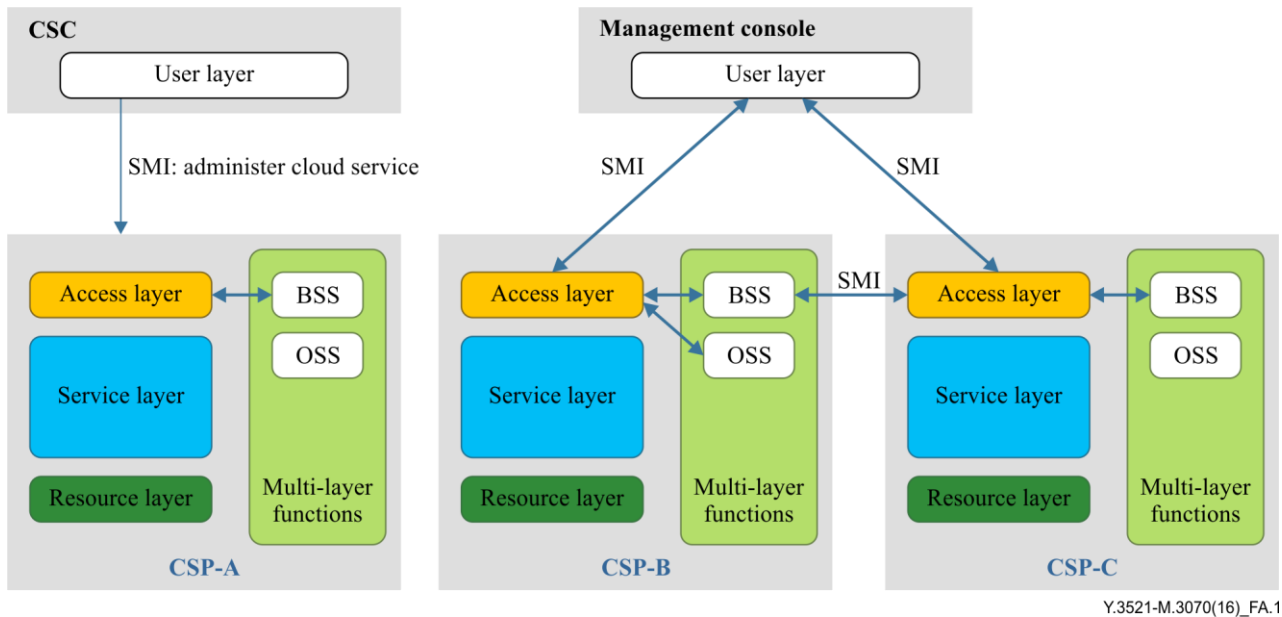 CSC
User layer
Management console
User layer
SMI: administer cloud service
SMI
SMI
Access layer
BSS
OSS
Service layer
Resource layer
Multi-layer
functions
CSP-A
Access layer
BSS
OSS
Service layer
Resource layer
Multi-layer
functions
CSP-B
SMI
Access layer
BSS
OSS
Service layer
Resource layer
Multi-layer
functions
CSP-C
Y.3521-M.3070(16)_FA.1